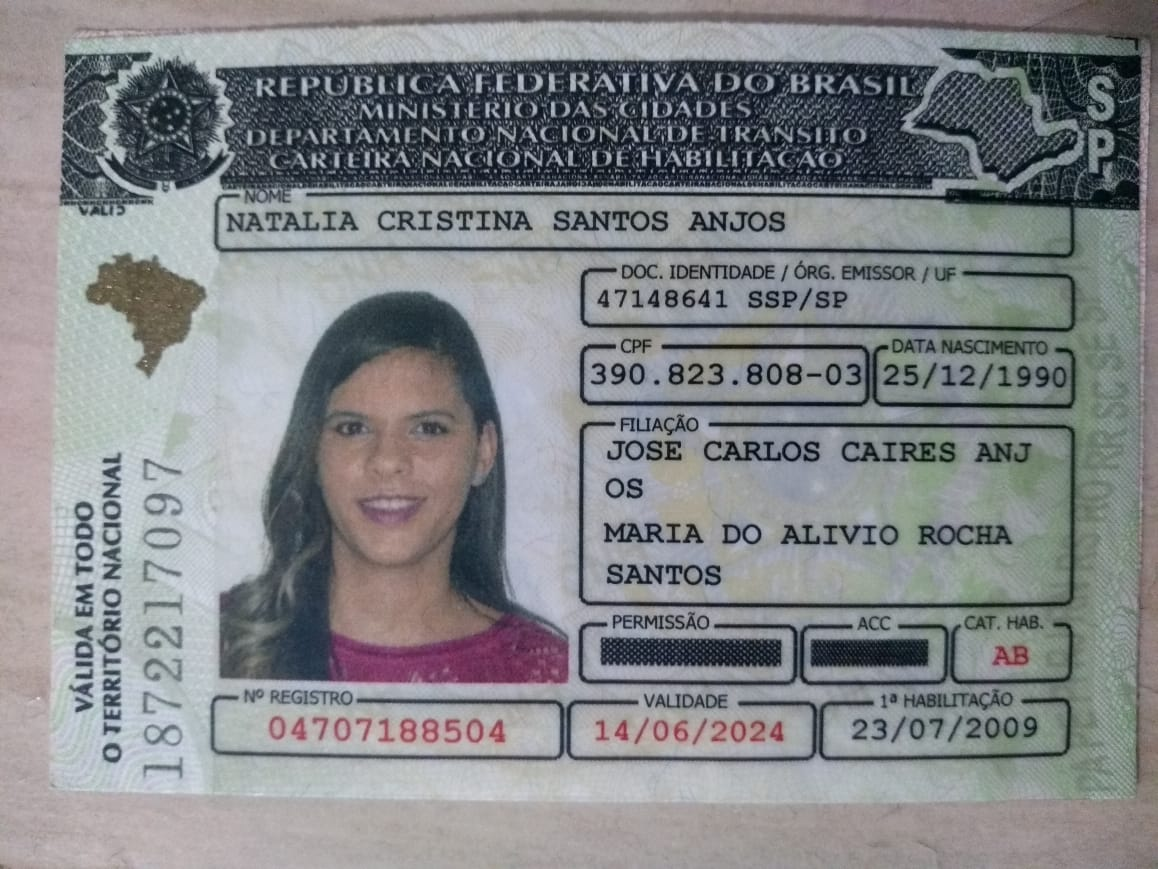 REPÚBLICA FEDERATIVA DO BRASIL
MINISTÉRIO DAS CIDADES
DEPARTAMENTO NACIONAL DE TRÂNSITO
CARTEIRA NACIONAL DE HABILITAÇÃO
SP
NOME
NATALIA CRISTINA SANTOS ANJOS
DOC. IDENTIDADE / ÓRG. EMISSOR / UF
47148641 SSP/SP
CPF
390.823.808-03
DATA NASCIMENTO
25/12/1990
FILIAÇÃO
JOSE CARLOS CAIRES ANJ
OS
MARIA DO ALIVIO ROCHA
SANTOS
PERMISSÃO
ACC
CAT. HAB.
AB
Nº REGISTRO
04707188504
VALIDADE
14/06/2024
1ª HABILITAÇÃO
23/07/2009
VÁLIDA EM TODO
O TERRITÓRIO NACIONAL
1872217097